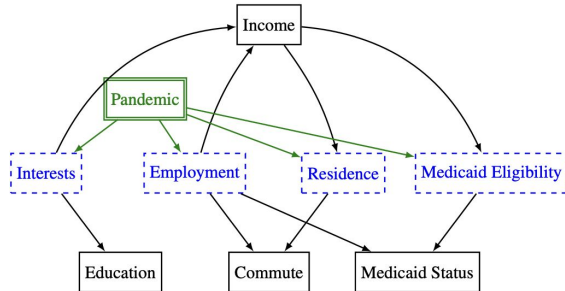 Income
Pandemic
Interests
Employment
Residence
Medicaid Eligibility
Education
Commute
Medicaid Status